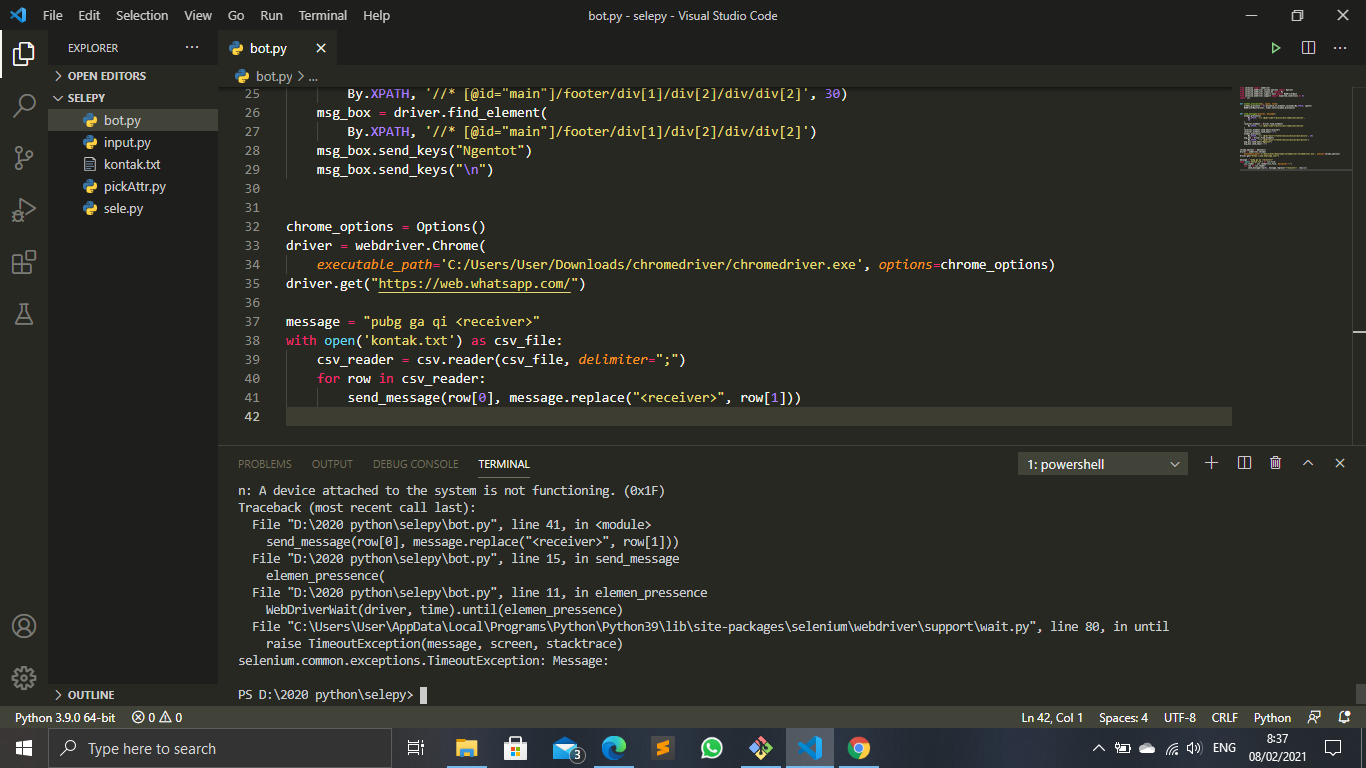 File Edit Selection View Go Run Terminal Help
bot.py - selepy - Visual Studio Code
EXPLORER
OPEN EDITORS
SELEPY
bot.py
input.py
kontak.txt
pickAttr.py
sele.py
OUTLINE
bot.py
bot.py > ...
25 By.XPATH, '//* [@id="main"]/footer/div[1]/div[2]/div/div[2]', 30)
26 msg_box = driver.find_element(
27 By.XPATH, '//* [@id="main"]/footer/div[1]/div[2]/div/div[2]')
28 msg_box.send_keys("Ngentot")
29 msg_box.send_keys("\n")
30
31
32 chrome_options = Options()
33 driver = webdriver.Chrome(
34 executable_path='C:/Users/User/Downloads/chromedriver/chromedriver.exe', options=chrome_options)
35 driver.get("https://web.whatsapp.com/")
36
37 message = "pubg ga qi <receiver>"
38 with open('kontak.txt') as csv_file:
39 csv_reader = csv.reader(csv_file, delimiter=";")
40 for row in csv_reader:
41 send_message(row[0], message.replace("<receiver>", row[1]))
42
PROBLEMS OUTPUT DEBUG CONSOLE TERMINAL
1: powershell
n: A device attached to the system is not functioning. (0x1F)
Traceback (most recent call last):
File "D:\2020 python\selepy\bot.py", line 41, in <module>
send_message(row[0], message.replace("<receiver>", row[1]))
File "D:\2020 python\selepy\bot.py", line 15, in send_message
elemen_pressence(
File "D:\2020 python\selepy\bot.py", line 11, in elemen_pressence
WebDriverWait(driver, time).until(elemen_pressence)
File "C:\Users\User\AppData\Local\Programs\Python\Python39\lib\site-packages\selenium\webdriver\support\wait.py", line 80, in until
raise TimeoutException(message, screen, stacktrace)
selenium.common.exceptions.TimeoutException: Message:
PS D:\2020 python\selepy>
Python 3.9.0 64-bit 0 0
Ln 42, Col 1 Spaces: 4 UTF-8 CRLF Python
Type here to search
3
ENG
8:37
08/02/2021